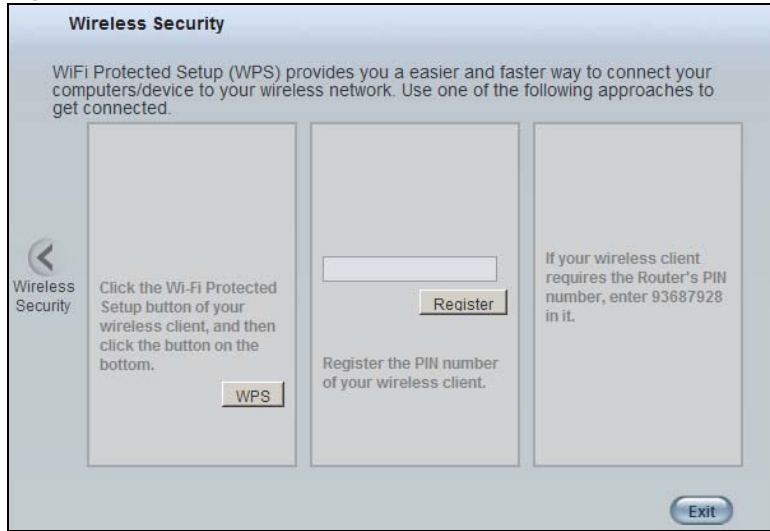 Wireless Security
WiFi Protected Setup (WPS) provides you a easier and faster way to connect your
computers/device to your wireless network. Use one of the following approaches to
get connected.
Wireless
Security
Click the Wi-Fi Protected
Setup button of your
wireless client, and then
click the button on the
bottom.
WPS
Register
Register the PIN number
of your wireless client.
If your wireless client
requires the Router's PIN
number, enter 93687928
in it.
Exit